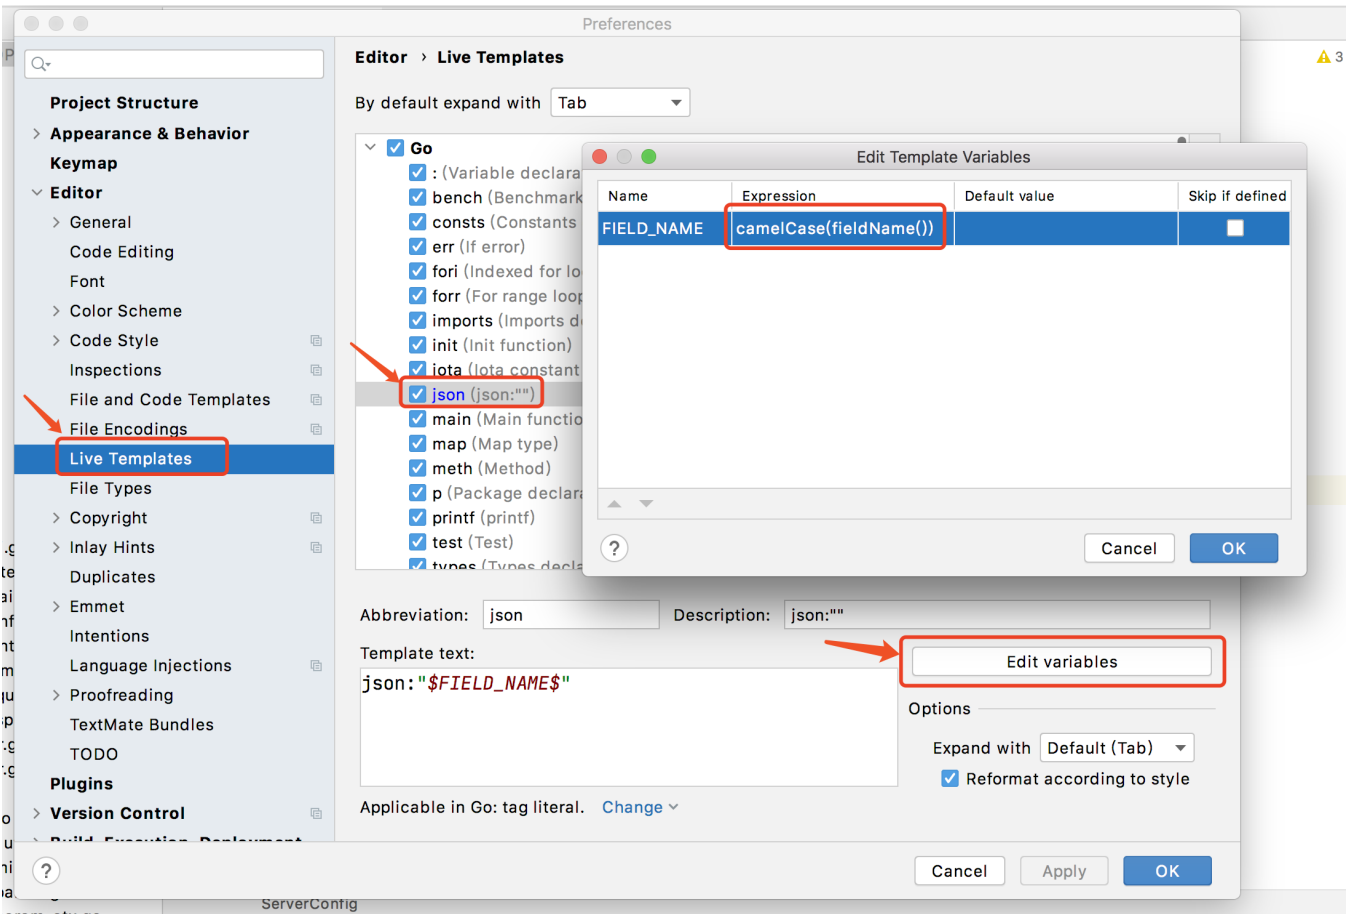 Preferences
Project Structure
Appearance & Behavior
Keymap
Editor
General
Code Editing
Font
Color Scheme
Code Style
Inspections
File and Code Templates
File Encodings
Live Templates
File Types
Copyright
Inlay Hints
Duplicates
Emmet
Intentions
Language Injections
Proofreading
TextMate Bundles
TODO
Plugins
Version Control
Build, Execution, Deployment
Editor › Live Templates
By default expand with Tab
Go
: (Variable declara
bench (Benchmark
consts (Constants
err (If error)
fori (Indexed for lo
forr (For range loop
imports (Imports de
init (Init function)
iota (Iota constant
json (json:"")
main (Main functio
map (Map type)
meth (Method)
p (Package declara
printf (printf)
test (Test)
types (Types decla
Edit Template Variables
Name Expression Default value Skip if defined
FIELD_NAME camelCase(fieldName())
? Cancel OK
Abbreviation: json Description: json:""
Template text:
json:"$FIELD_NAME$"
Edit variables
Options
Expand with Default (Tab)
Reformat according to style
Applicable in Go: tag literal. Change
? Cancel Apply OK
3
ServerConfig